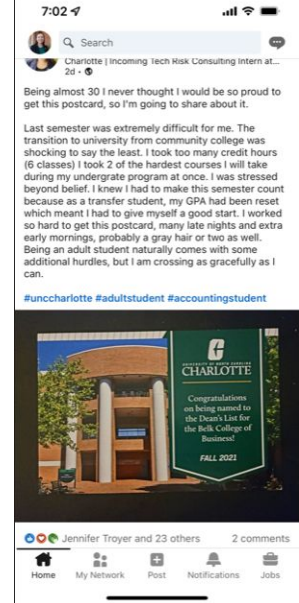 7:02
Search
Charlotte | Incoming Tech Risk Consulting Intern at...
2d •
Being almost 30 I never thought I would be so proud to
get this postcard, so I'm going to share about it.
Last semester was extremely difficult for me. The
transition to university from community college was
shocking to say the least. I took too many credit hours
(6 classes) I took 2 of the hardest courses I will take
during my undergrate program at once. I was stressed
beyond belief. I knew I had to make this semester count
because as a transfer student, my GPA had been reset
which meant I had to give myself a good start. I worked
so hard to get this postcard, many late nights and extra
early mornings, probably a gray hair or two as well.
Being an adult student naturally comes with some
additional hurdles, but I am crossing as gracefully as I
can.
#unccharlotte #adultstudent #accountingstudent
UNIVERSITY OF NORTH CAROLINA
CHARLOTTE
Congratulations
on being named to
the Dean's List for
the Belk College of
Business!
FALL 2021
Jennifer Troyer and 23 others 2 comments
Home My Network Post Notifications Jobs